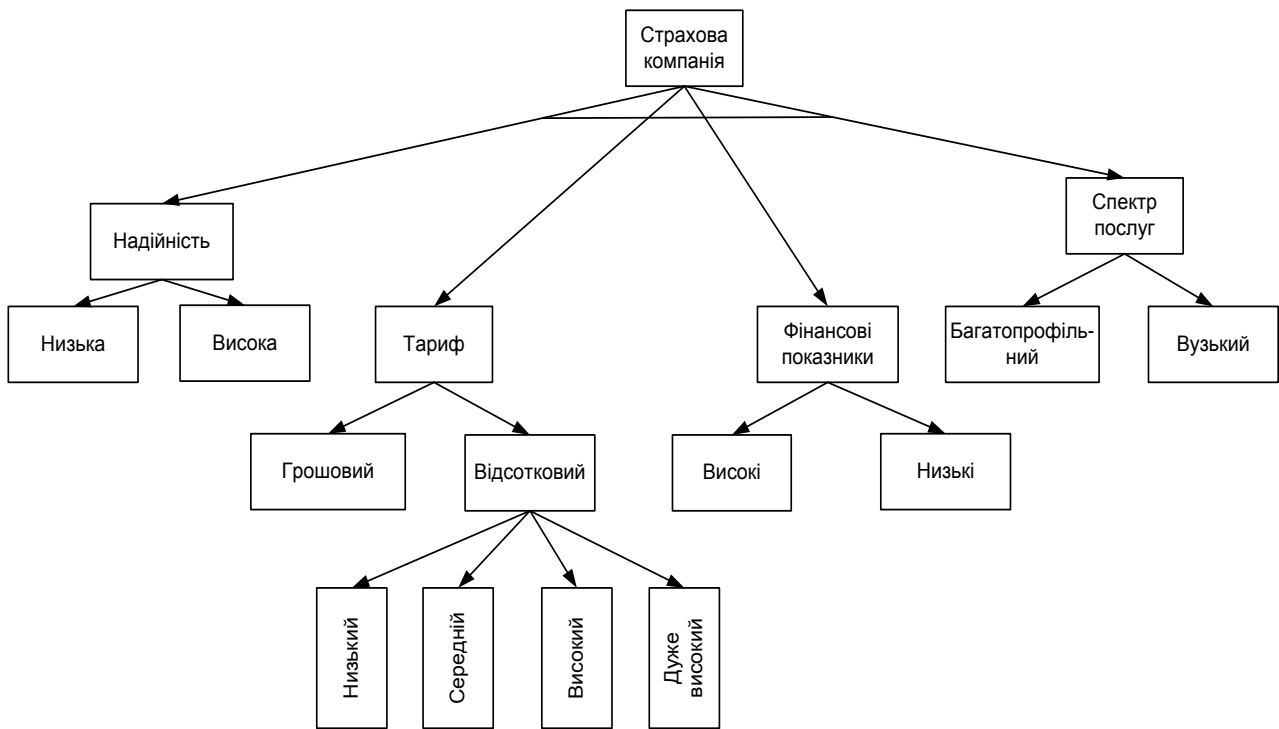 Страхова
компанія
Надійність
Спектр
послуг
Низька
Висока
Тариф
Фінансові
показники
Багатопрофіль-
ний
Вузький
Грошовий
Відсотковий
Високі
Низькі
Низький
Середній
Високий
Дуже
високий